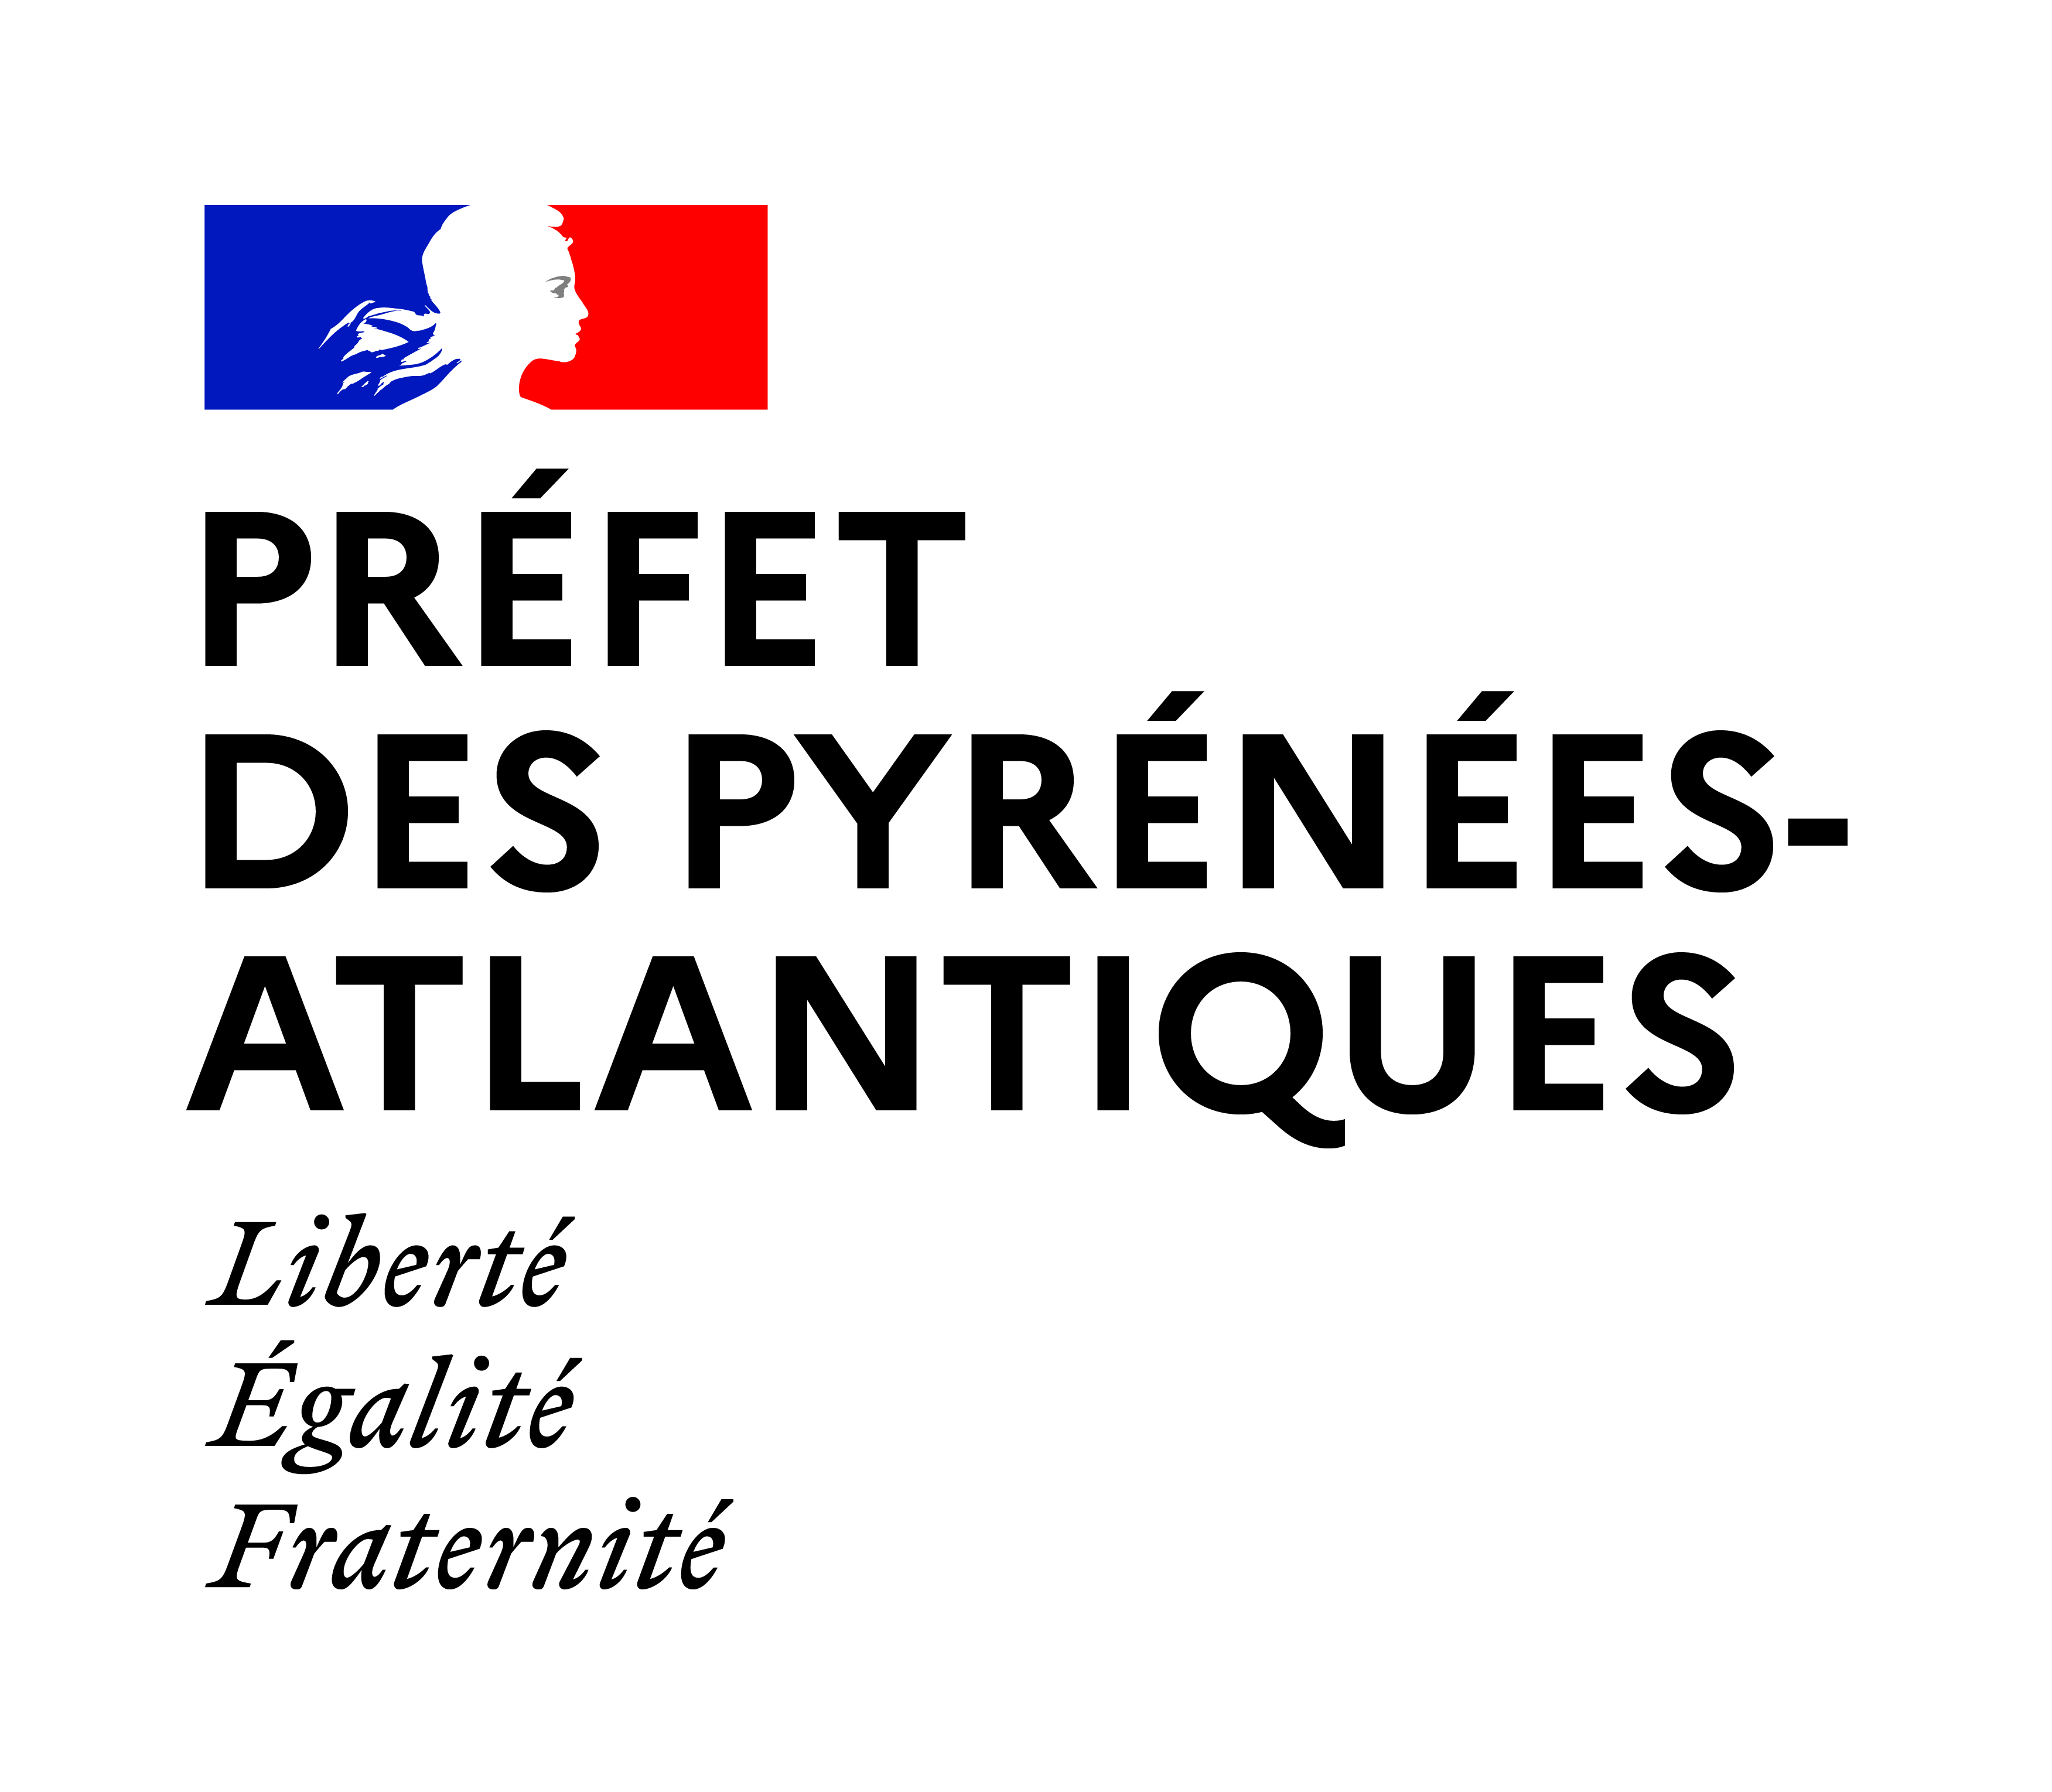 PRÉFET
DES PYRÉNÉES-
ATLANTIQUES
Liberté
Égalité
Fraternité